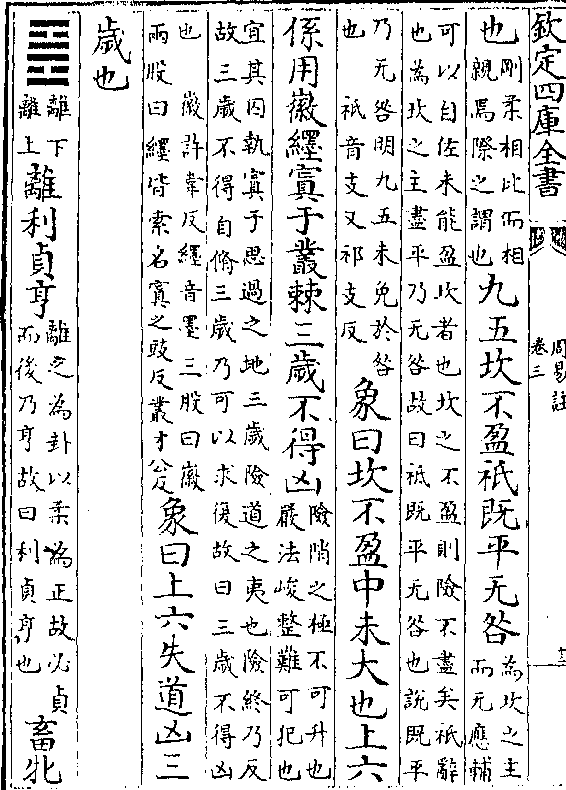 欽定四庫全書
周易註
卷三
十三
也剛柔相比而相親焉際之謂也九五坎不盈祗既平无咎為坎之主而无應輔
可以自佐未能盈坎者也坎之不盈則險不盡矣祗辭
也為坎之主盡平乃无咎故曰祗既平无咎也說既平
乃无咎明九五未免於咎也祗音支又祁支反象曰坎不盈中未大也上六
係用徽纆寘于叢棘三歲不得凶險陗之極不可升也嚴法峻整難可犯也
宜其囚執寘于思過之地三歲險道之夷也險終乃反
故三歲不得自脩三歲乃可以求復故曰三歲不得凶
也徽許韋反纆音墨三股曰徽兩股曰纆皆索名寘之豉反叢才公反象曰上六失道凶三
歲也
離下離上離利貞亨離之為卦以柔為正故必貞而後乃亨故曰利貞亨也畜牝